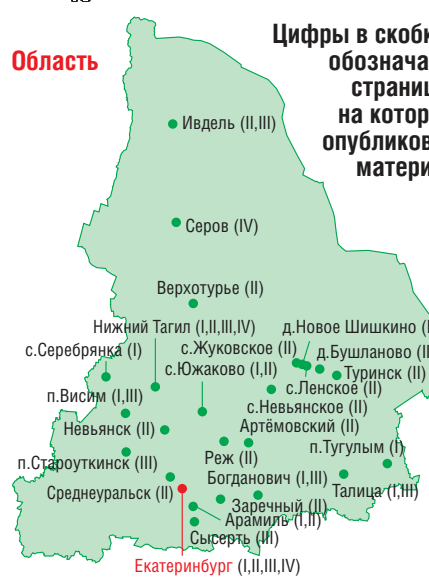 Область
Цифры в
обозначa
страниц
на котор
опубликов
матери
Ивдель (II,III)
Серов (IV)
Верхотурье (II)
Нижний Тагил (I,II,III,IV)
д.Новое Шишкино
с.Серебрянка (I)
с.Жуковское (II)
д.Бушланово
с.Южаково (I,II)
Туринск (II)
п.Висим (I,III)
с.Ленское (II)
с.Невьянское (II)
Невьянск (II)
Артёмовский (II)
п.Тугулым (I)
п.Староуткинск (III)
Реж (II)
Богданович (I,III)
Среднеуральск (II)
Талица (I,III)
Заречный (II)
Арамиль (I,II)
Сысерть (III)
Екатеринбург (I,II,III,IV)